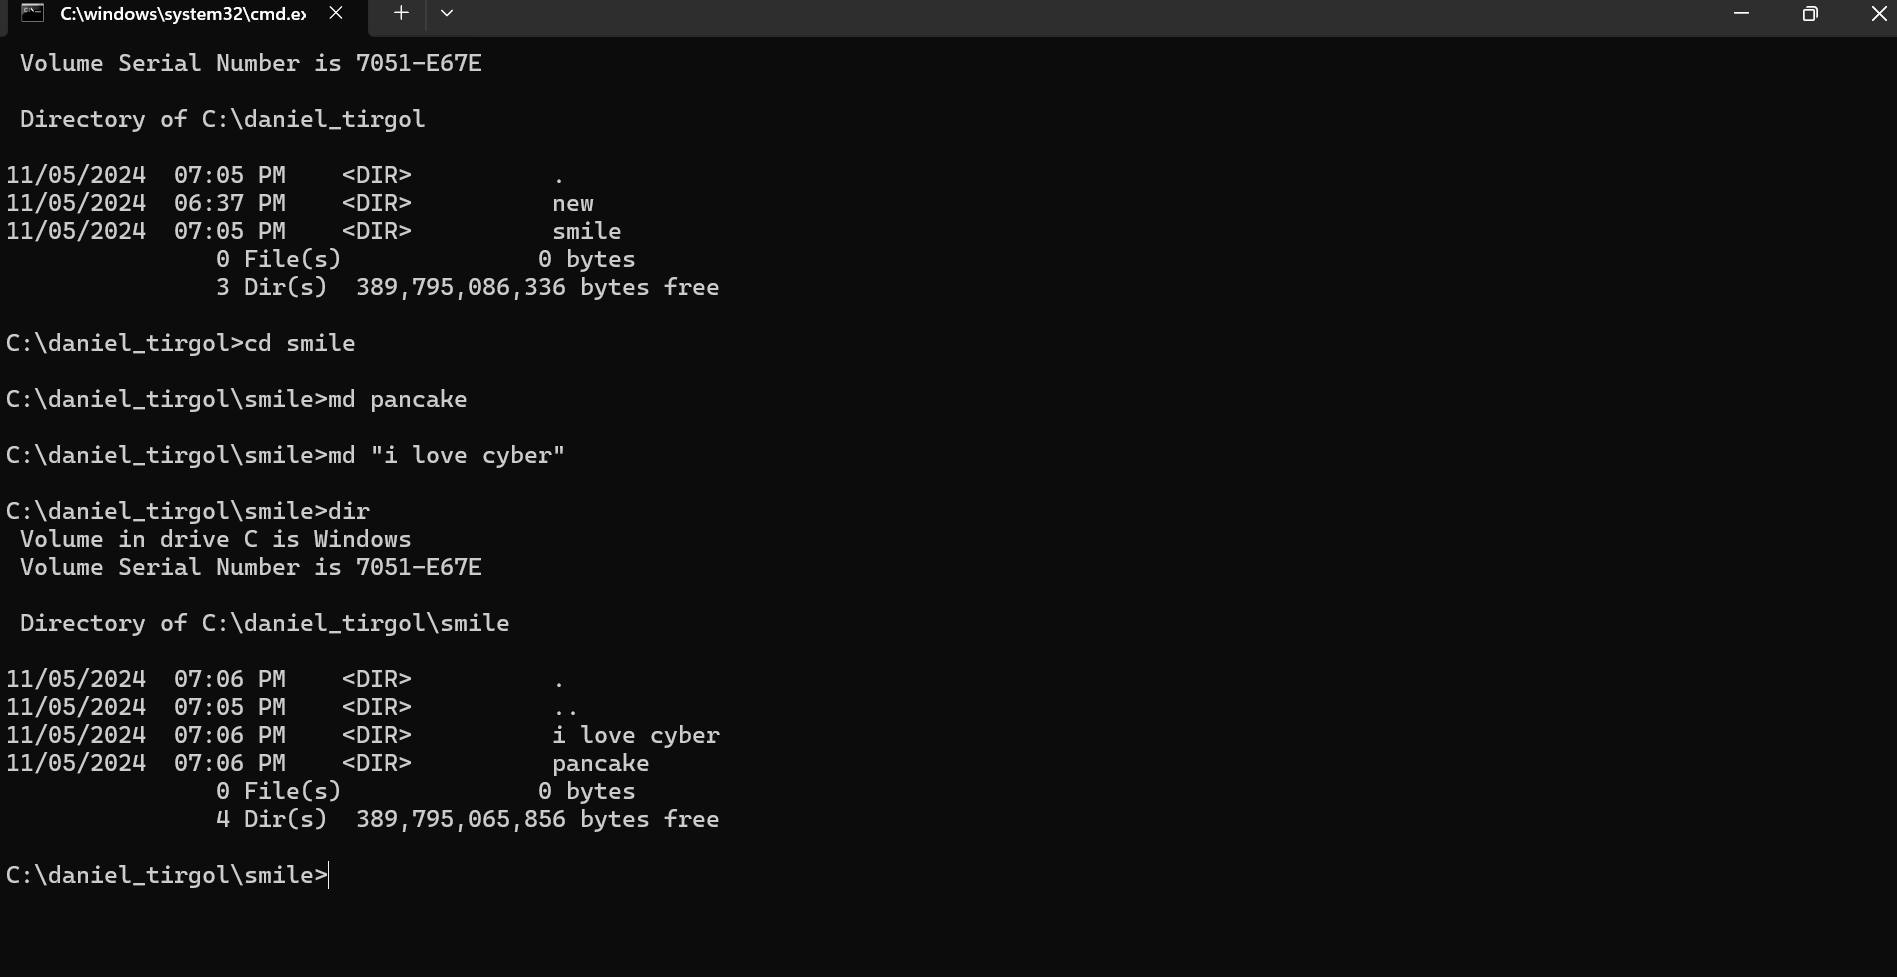 C:\windows\system32\cmd.ex
Volume Serial Number is 7051-E67E
Directory of C:\daniel_tirgol
11/05/2024  07:05 PM    <DIR>          .
11/05/2024  06:37 PM    <DIR>          new
11/05/2024  07:05 PM    <DIR>          smile
0 File(s)              0 bytes
3 Dir(s)  389,795,086,336 bytes free
C:\daniel_tirgol>cd smile
C:\daniel_tirgol\smile>md pancake
C:\daniel_tirgol\smile>md "i love cyber"
C:\daniel_tirgol\smile>dir
Volume in drive C is Windows
Volume Serial Number is 7051-E67E
Directory of C:\daniel_tirgol\smile
11/05/2024  07:06 PM    <DIR>          .
11/05/2024  07:05 PM    <DIR>          ..
11/05/2024  07:06 PM    <DIR>          i love cyber
11/05/2024  07:06 PM    <DIR>          pancake
0 File(s)              0 bytes
4 Dir(s)  389,795,065,856 bytes free
C:\daniel_tirgol\smile>